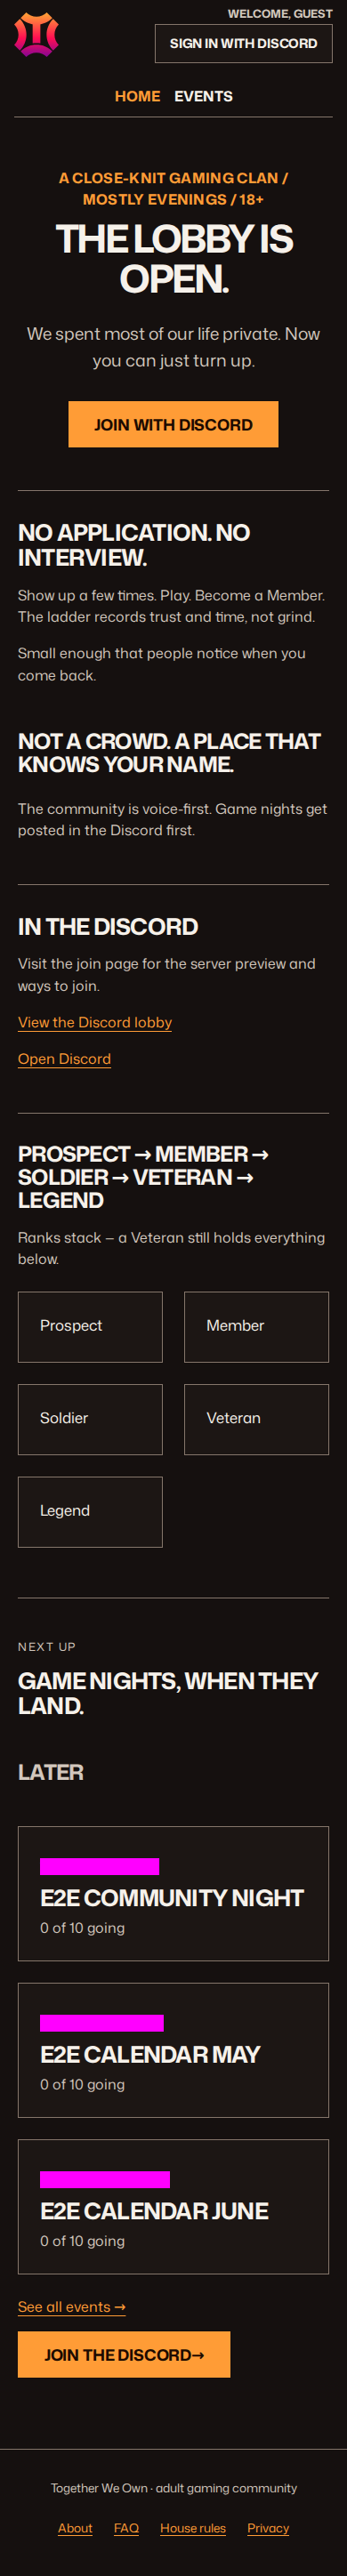 WELCOME, GUEST
SIGN IN WITH DISCORD
HOME EVENTS
A CLOSE-KNIT GAMING CLAN /
MOSTLY EVENINGS / 18+
THE LOBBY IS
OPEN.
We spent most of our life private. Now
you can just turn up.
JOIN WITH DISCORD
NO APPLICATION. NO
INTERVIEW.
Show up a few times. Play. Become a Member.
The ladder records trust and time, not grind.
Small enough that people notice when you
come back.
NOT A CROWD. A PLACE THAT
KNOWS YOUR NAME.
The community is voice-first. Game nights get
posted in the Discord first.
IN THE DISCORD
Visit the join page for the server preview and
ways to join.
View the Discord lobby
Open Discord
PROSPECT → MEMBER →
SOLDIER → VETERAN →
LEGEND
Ranks stack — a Veteran still holds everything
below.
Prospect
Member
Soldier
Veteran
Legend
NEXT UP
GAME NIGHTS, WHEN THEY
LAND.
LATER
E2E COMMUNITY NIGHT
0 of 10 going
E2E CALENDAR MAY
0 of 10 going
E2E CALENDAR JUNE
0 of 10 going
See all events →
JOIN THE DISCORD→
Together We Own · adult gaming community
About FAQ House rules Privacy